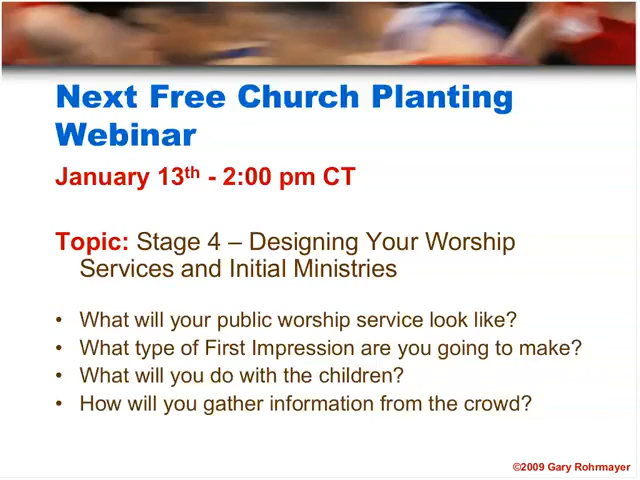 Next Free Church Planting
Webinar
January 13th - 2:00 pm CT
Topic: Stage 4 – Designing Your Worship
Services and Initial Ministries
• What will your public worship service look like?
• What type of First Impression are you going to make?
• What will you do with the children?
• How will you gather information from the crowd?
©2009 Gary Rohrmayer